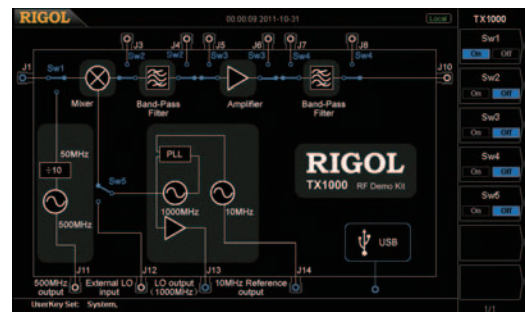 RIGOL 00:00:09 2011-10-31 Local TX1000
J1 Sw1 J3 Sw2 J4 Sw2 J5 Sw3 J6 Sw3 J7 Sw4 J8 Sw4 J10
Mixer Band-Pass Filter Amplifier Band-Pass Filter
50MHz
÷10
500MHz
Sw5
PLL
1000MHz 10MHz
RIGOL
TX1000 RF Demo Kit
USB
J11 J12 J13 J14
500MHz output
External LO input
LO output (1000MHz)
10MHz Reference output
Sw1
On Off
Sw2
On Off
Sw3
On Off
Sw4
On Off
Sw5
On Off
UserKey Set: System,
1/1